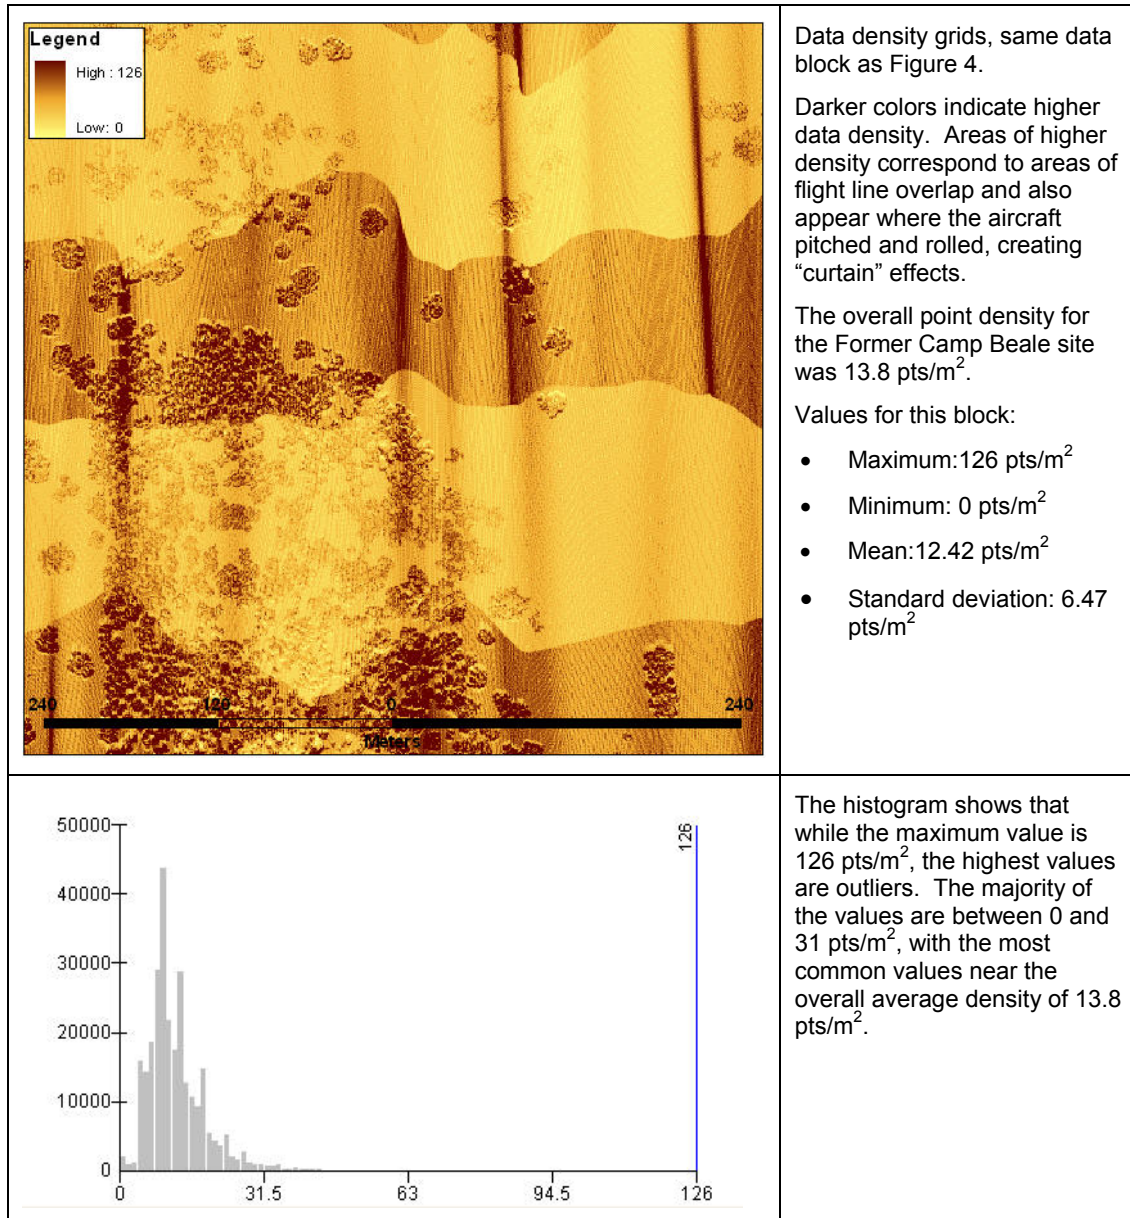 Legend
High : 126
Low: 0
240 120 0 240
Meters
Data density grids, same data
block as Figure 4.
Darker colors indicate higher
data density. Areas of higher
density correspond to areas of
flight line overlap and also
appear where the aircraft
pitched and rolled, creating
“curtain” effects.
The overall point density for
the Former Camp Beale site
was 13.8 pts/m².
Values for this block:
• Maximum:126 pts/m²
• Minimum: 0 pts/m²
• Mean:12.42 pts/m²
• Standard deviation: 6.47
pts/m²
50000
40000
30000
20000
10000
0
0 31.5 63 94.5 126
126
The histogram shows that
while the maximum value is
126 pts/m², the highest values
are outliers. The majority of
the values are between 0 and
31 pts/m², with the most
common values near the
overall average density of 13.8
pts/m².